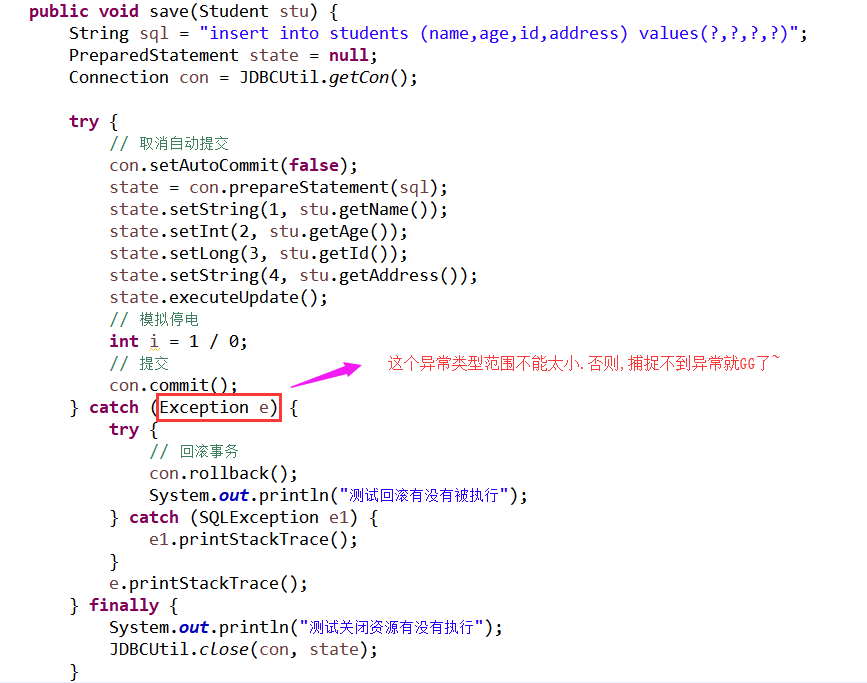 public void save(Student stu) {
String sql = "insert into students (name,age,id,address) values(?,?,?,?)";
PreparedStatement state = null;
Connection con = JDBCUtil.getCon();
try {
// 取消自动提交
con.setAutoCommit(false);
state = con.prepareStatement(sql);
state.setString(1, stu.getName());
state.setInt(2, stu.getAge());
state.setLong(3, stu.getId());
state.setString(4, stu.getAddress());
state.executeUpdate();
// 模拟停电
int i = 1 / 0;
// 提交
这个异常类型范围不能太小.否则,捕捉不到异常就GG了~
con.commit();
} catch (Exception e) {
try {
// 回滚事务
con.rollback();
System.out.println("测试回滚有没有被执行");
} catch (SQLException e1) {
e1.printStackTrace();
}
e.printStackTrace();
} finally {
System.out.println("测试关闭资源有没有执行");
JDBCUtil.close(con, state);
}